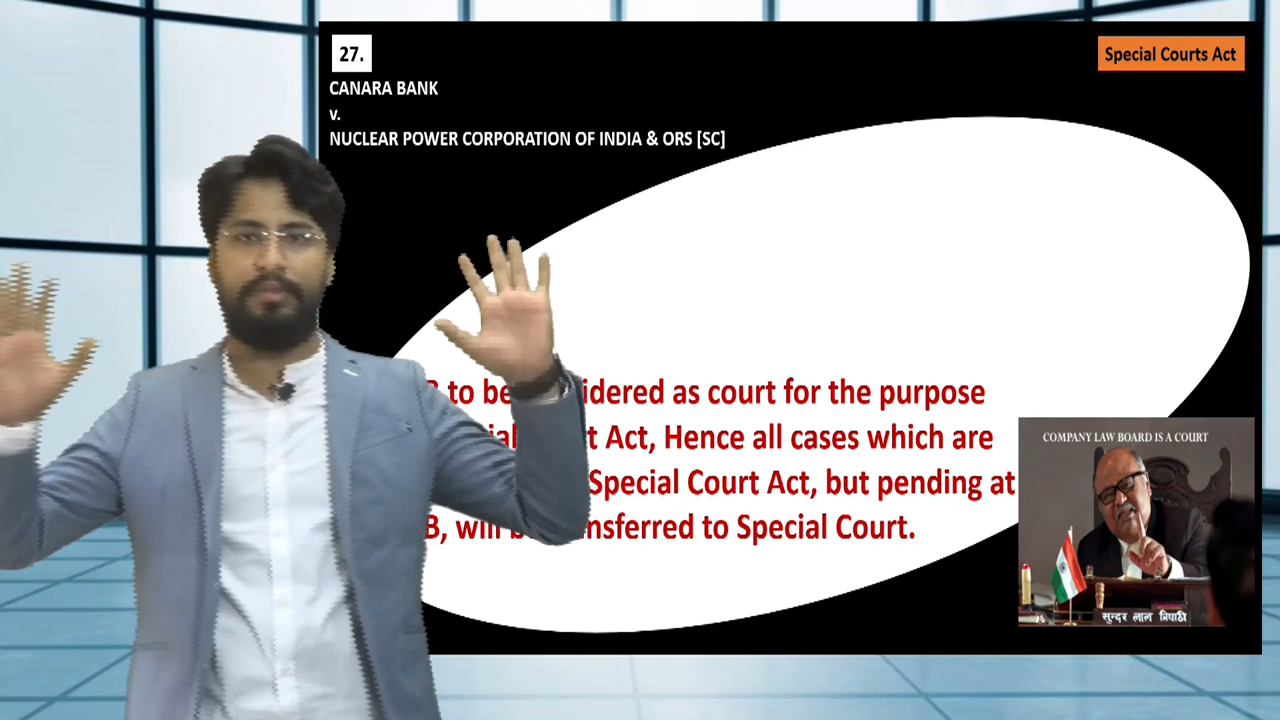 27.
Special Courts Act
CANARA BANK
v.
NUCLEAR POWER CORPORATION OF INDIA & ORS [SC]
to be idered as court for the purpose
t Act, Hence all cases which are
Special Court Act, but pending at
B, will nsferred to Special Court.
COMPANY LAW BOARD IS A COURT
सुन्दर लाल त्रिपाठी